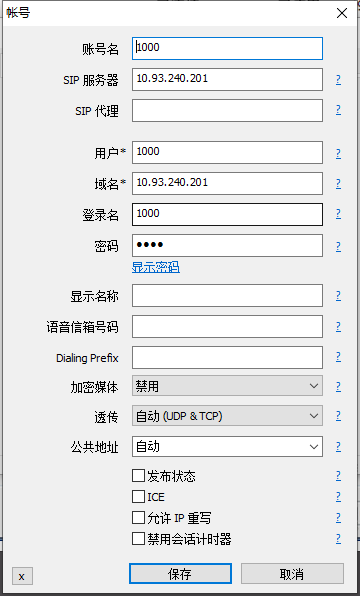 帐号
账号名 1000
SIP 服务器 10.93.240.201 ?
SIP 代理 ?
用户* 1000 ?
域名* 10.93.240.201 ?
登录名 1000 ?
密码 ●●●● ?
显示密码
显示名称 ?
语音信箱号码 ?
Dialing Prefix ?
加密媒体 禁用 ?
透传 自动 (UDP & TCP) ?
公共地址 自动 ?
发布状态 ?
ICE ?
允许 IP 重写 ?
禁用会话计时器 ?
x 保存 取消